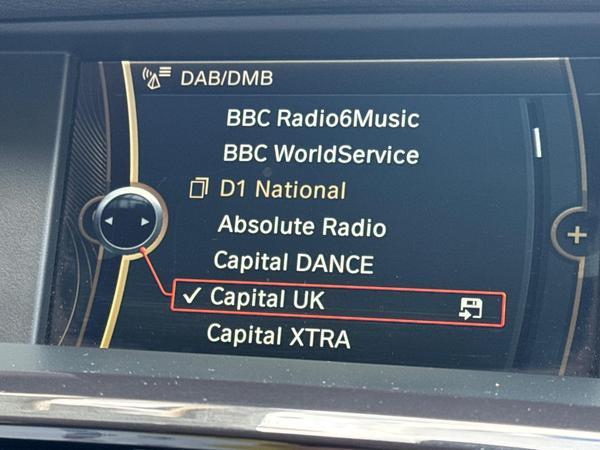 DAB/DMB
BBC Radio6Music
BBC WorldService
D1 National
Absolute Radio
Capital DANCE
Capital UK
Capital XTRA